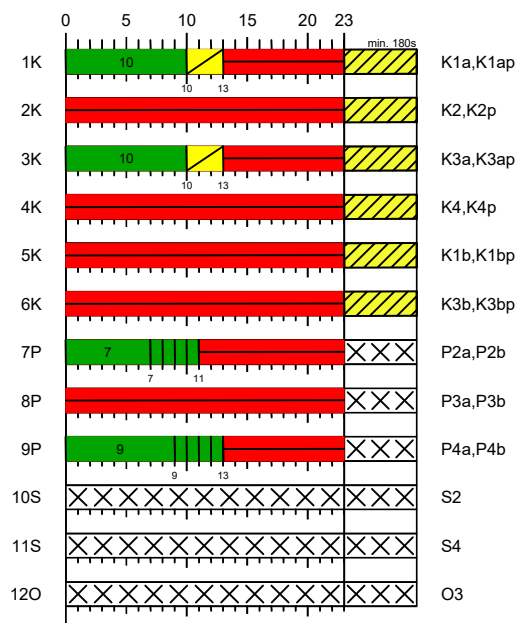 0 5 10 15 20 23
min. 180s
1K 10 K1a,K1ap
10 13
2K K2,K2p
3K 10 K3a,K3ap
10 13
4K K4,K4p
5K K1b,K1bp
6K K3b,K3bp
7P 7 P2a,P2b
7 11
8P P3a,P3b
9P 9 P4a,P4b
9 13
10S S2
11S S4
12O O3